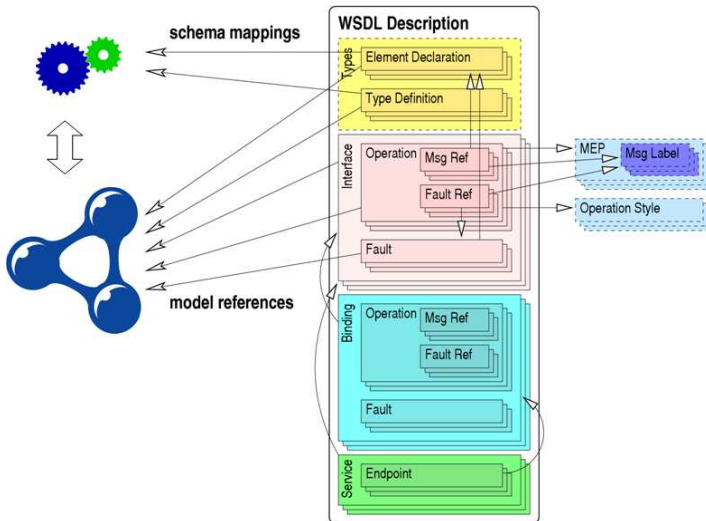 WSDL Description
schema mappings
Types
Element Declaration
Type Definition
Interface
Operation
Msg Ref
Fault Ref
Fault
MEP
Msg Label
Operation Style
model references
Binding
Operation
Msg Ref
Fault Ref
Fault
Service
Endpoint